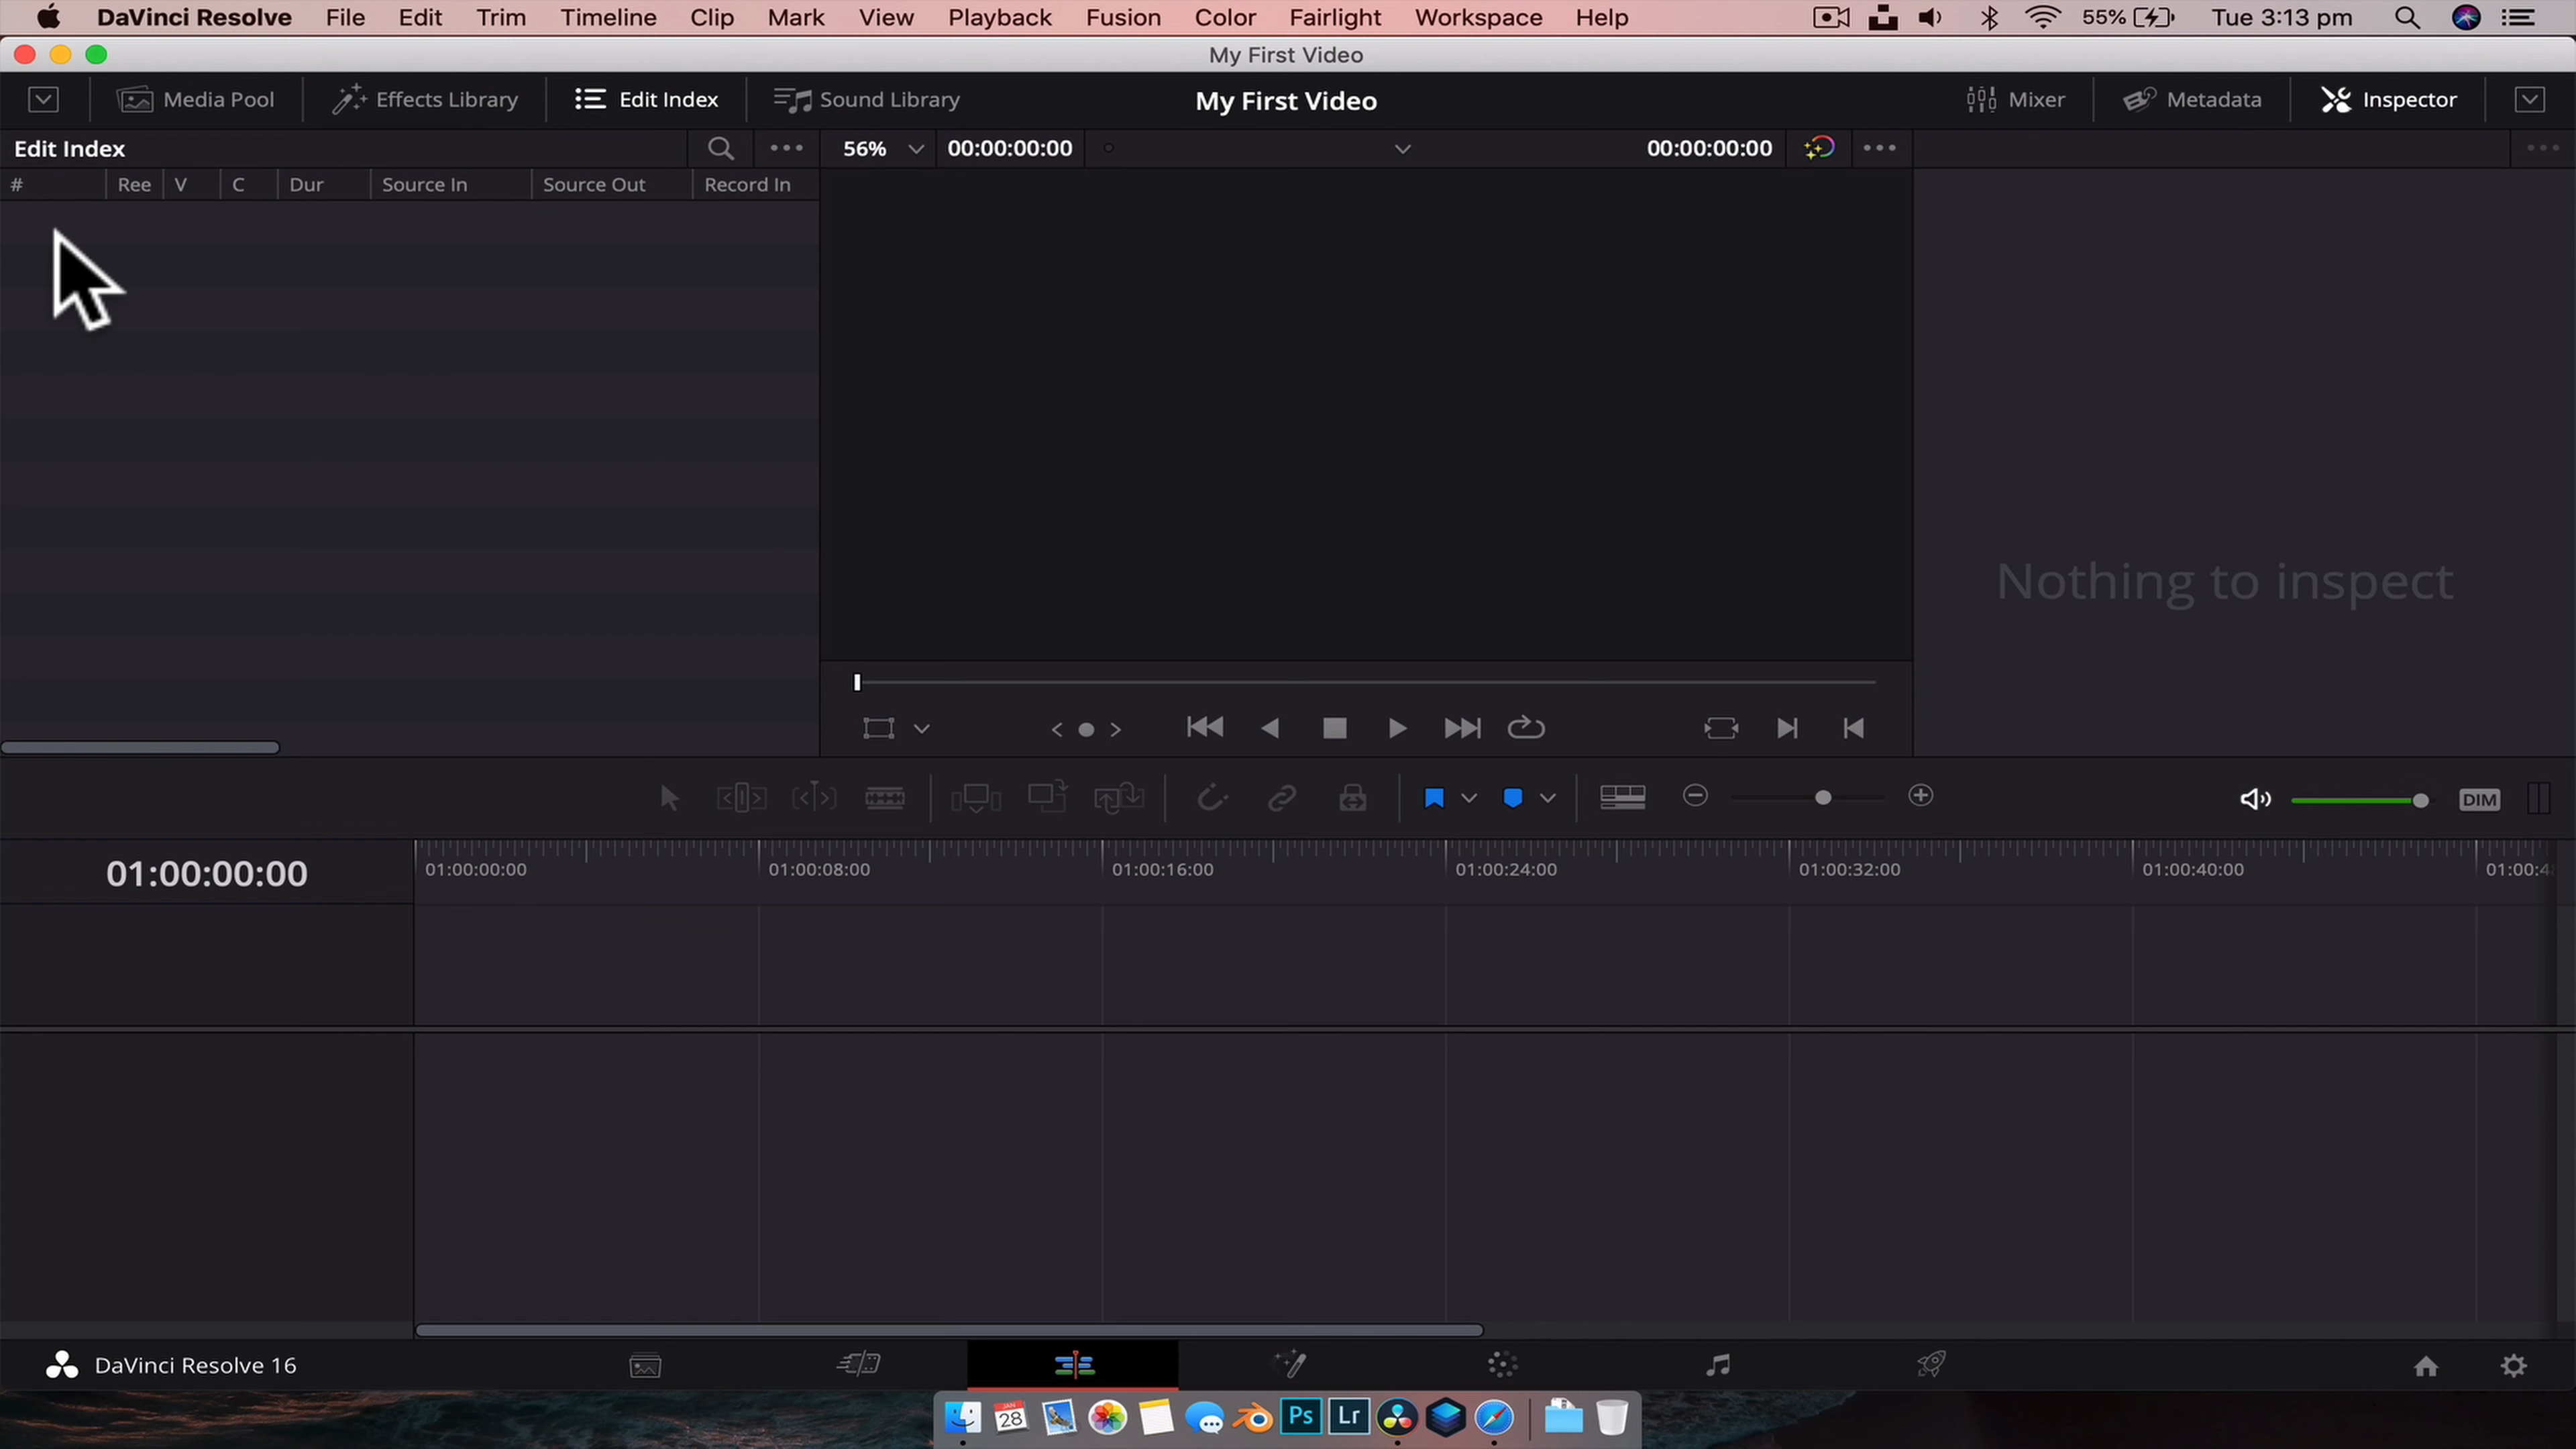 DaVinci Resolve File Edit Trim Timeline Clip Mark View Playback Fusion Color Fairlight Workspace Help 55% Tue 3:13 pm
My First Video
Media Pool Effects Library Edit Index Sound Library My First Video Mixer Metadata Inspector
Edit Index 56% 00:00:00:00 00:00:00:00
# Ree V C Dur Source In Source Out Record In
Nothing to inspect
DIM
01:00:00:00 01:00:00:00 01:00:08:00 01:00:16:00 01:00:24:00 01:00:32:00 01:00:40:00
DaVinci Resolve 16
JAN
28 Ps Lr